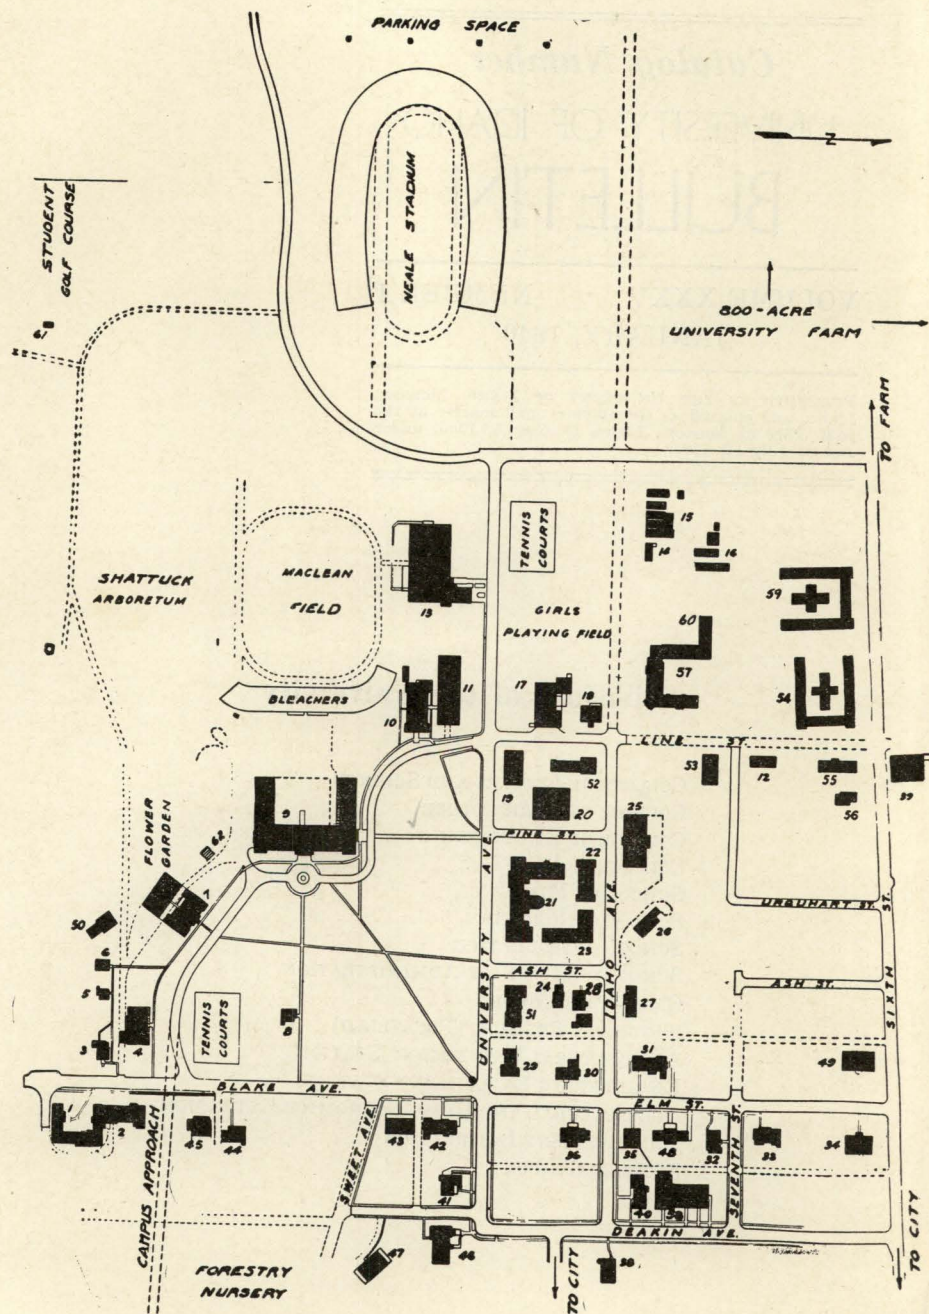 PARKING SPACE
NEALE STADIUM
N
STUDENT
GOLF COURSE
61
800-ACRE
UNIVERSITY FARM
TO FARM
SHATTUCK
ARBORETUM
MACLEAN
FIELD
BLEACHERS
TENNIS
COURTS
GIRLS
PLAYING FIELD
13
15
14
16
59
60
57
54
17
18
10
11
LINE ST.
19
52
20
53
12
55
39
56
9
PINE ST.
25
FLOWER
GARDEN
62
7
22
21
23
URQUHART ST.
26
50
6
5
3
4
TENNIS
COURTS
8
UNIVERSITY AVE.
IDAHO AVE.
ASH ST.
24
28
51
27
ASH ST.
SIXTH ST.
29
30
31
49
BLAKE AVE.
ELM ST.
1
2
CAMPUS APPROACH
45
44
SWEET AVE.
43
42
36
35
48
32
SEVENTH ST.
33
34
41
40
DEAKIN AVE.
47
46
38
FORESTRY
NURSERY
TO CITY
TO CITY